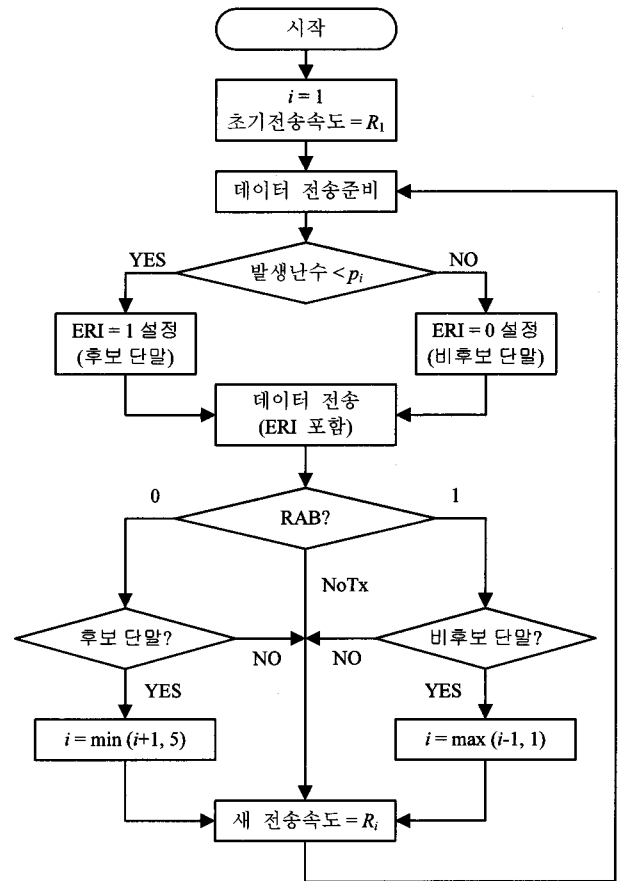 시작
i = 1
초기전송속도 = R1
데이터 전송준비
YES
발생난수 < pi
NO
ERI = 1 설정
(후보 단말)
ERI = 0 설정
(비후보 단말)
데이터 전송
(ERI 포함)
0
RAB?
1
NoTx
후보 단말?
비후보 단말?
NO
NO
YES
YES
i = min (i+1, 5)
i = max (i-1, 1)
새 전송속도 = Ri